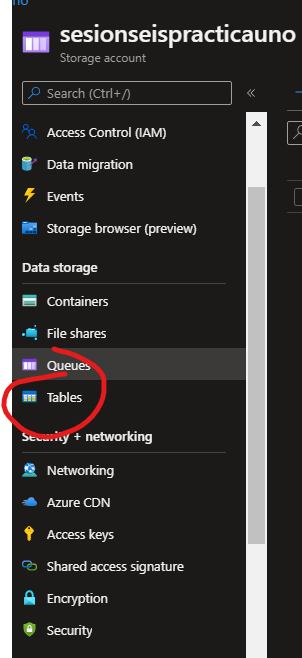 no
sesionseispracticauno
Storage account
Search (Ctrl+/)
«
Access Control (IAM)
Data migration
Events
Storage browser (preview)
Data storage
Containers
File shares
Queues
Tables
Security + networking
Networking
Azure CDN
Access keys
Shared access signature
Encryption
Security